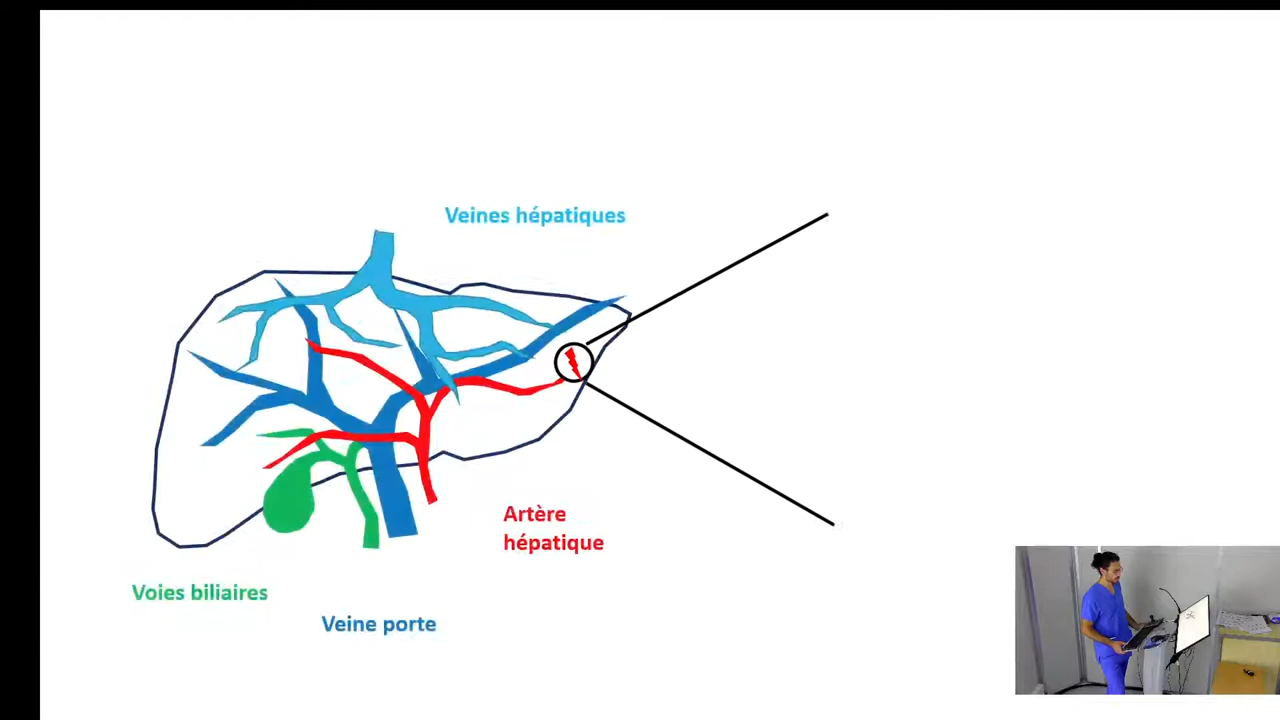 Veines hépatiques
Artère
hépatique
Voies biliaires
Veine porte